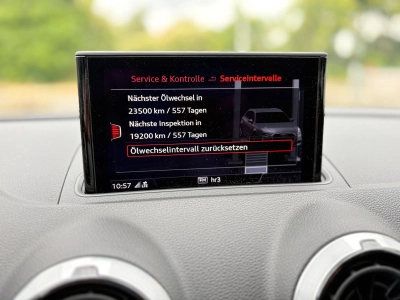 Service & Kontrolle Serviceintervalle
Nächster Ölwechsel in
23500 km / 557 Tagen
Nächste Inspektion in
19200 km / 557 Tagen
Ölwechselintervall zurücksetzen
10:57 hr3